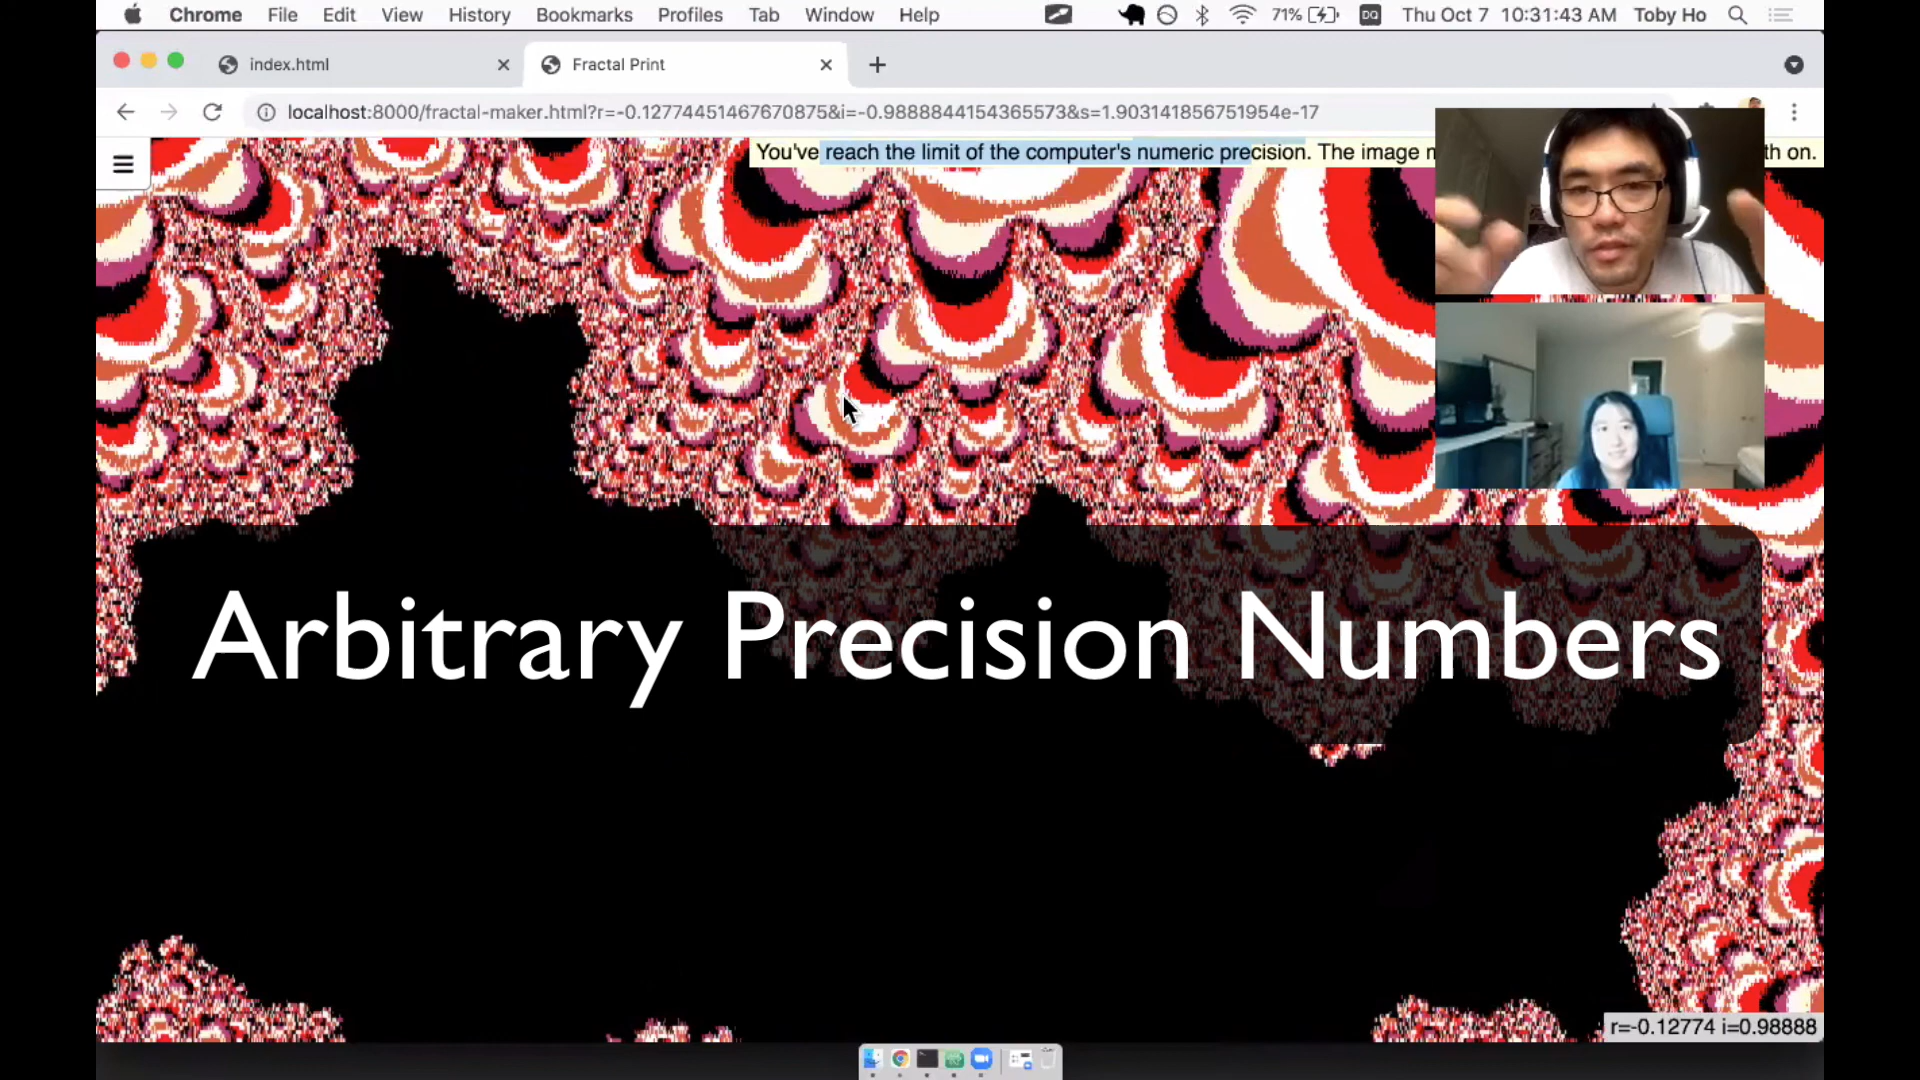 Chrome File Edit View History Bookmarks Profiles Tab Window Help 71% DQ Thu Oct 7 10:31:43 AM Toby Ho
index.html Fractal Print
localhost:8000/fractal-maker.html?r=-0.12774451467670875&i=-0.9888844154365573&s=1.903141856751954e-17
You've reach the limit of the computer's numeric precision. The image th on.
Arbitrary Precision Numbers
r=-0.12774 i=0.98888